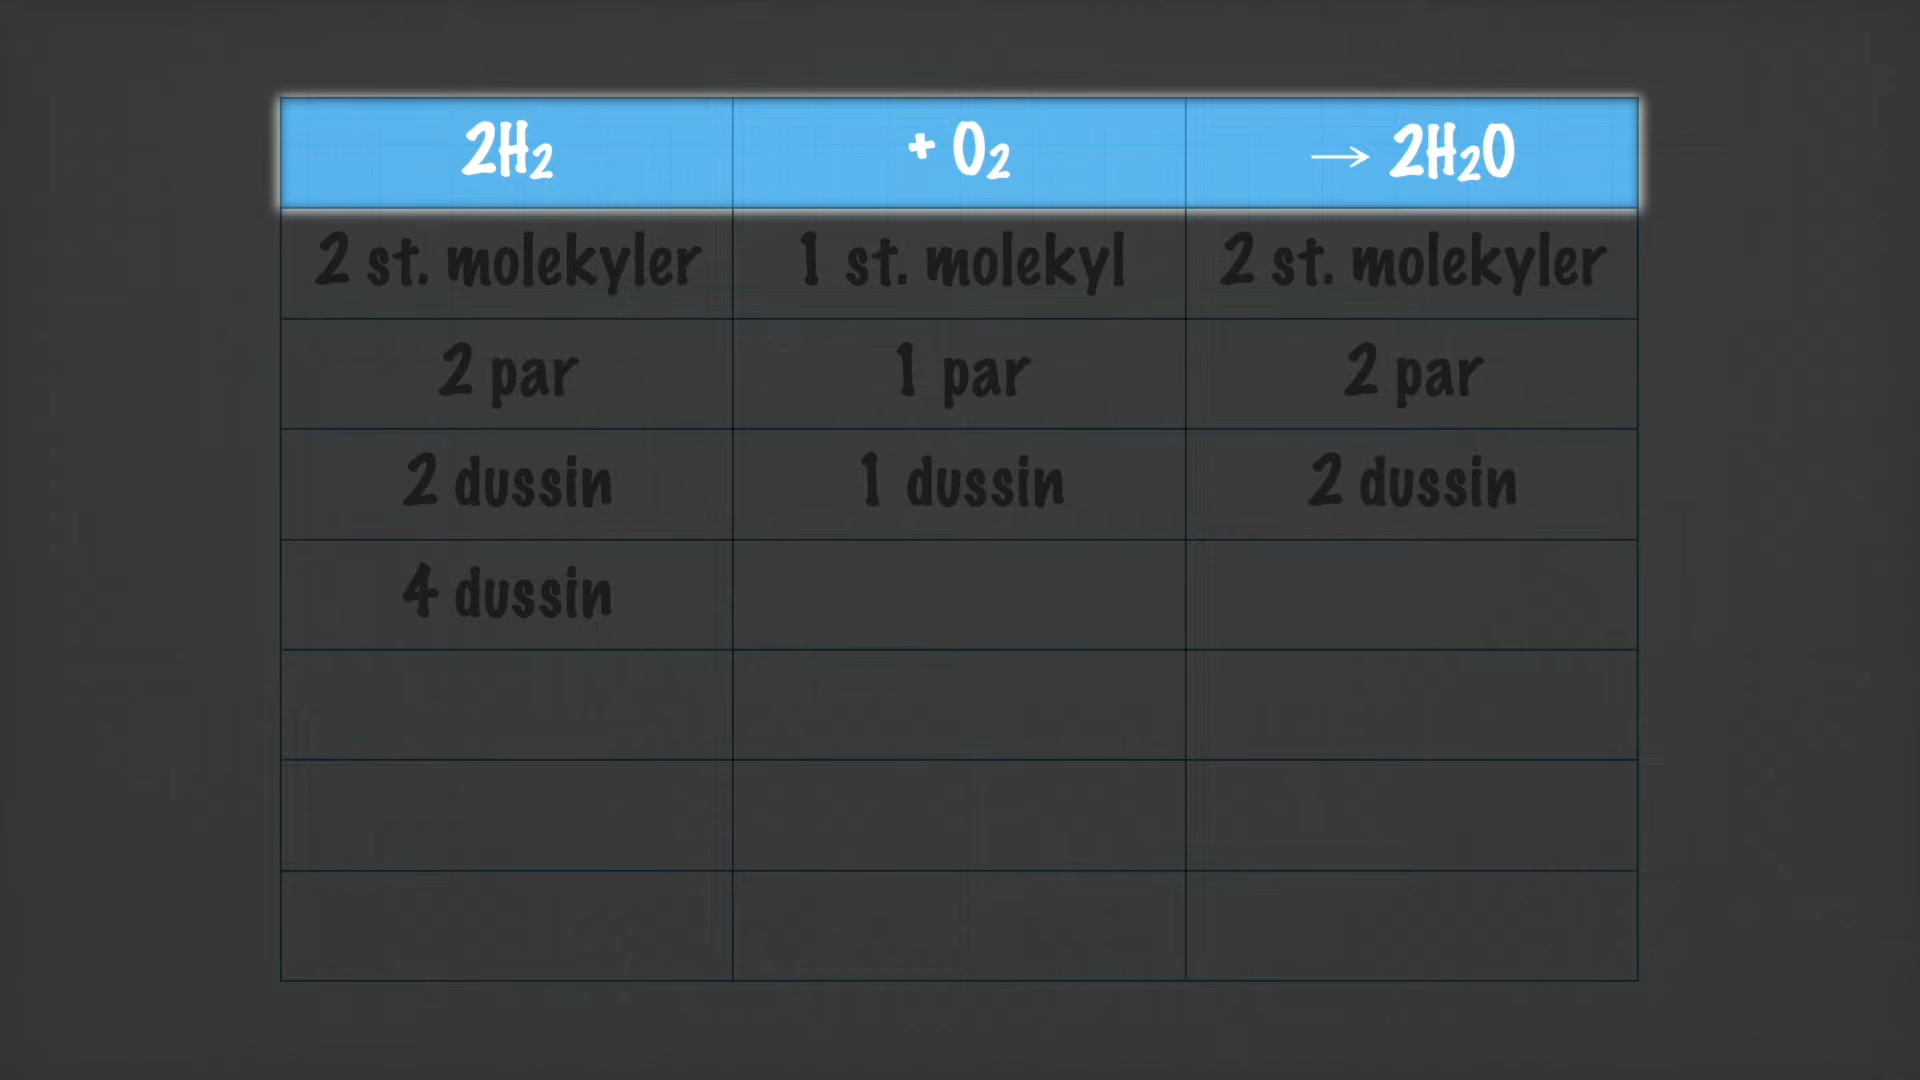 2H₂ + O₂ → 2H₂O
2 st. molekyler 1 st. molekyl 2 st. molekyler
2 par 1 par 2 par
2 dussin 1 dussin 2 dussin
4 dussin